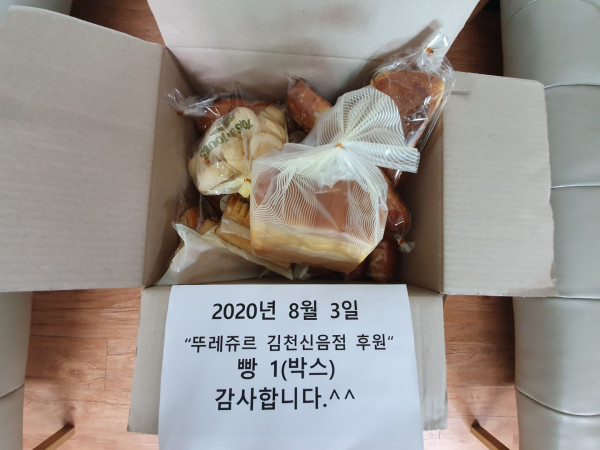 2020년 8월 3일
“뚜레쥬르 김천신음점 후원“
빵 1(박스)
감사합니다.^^